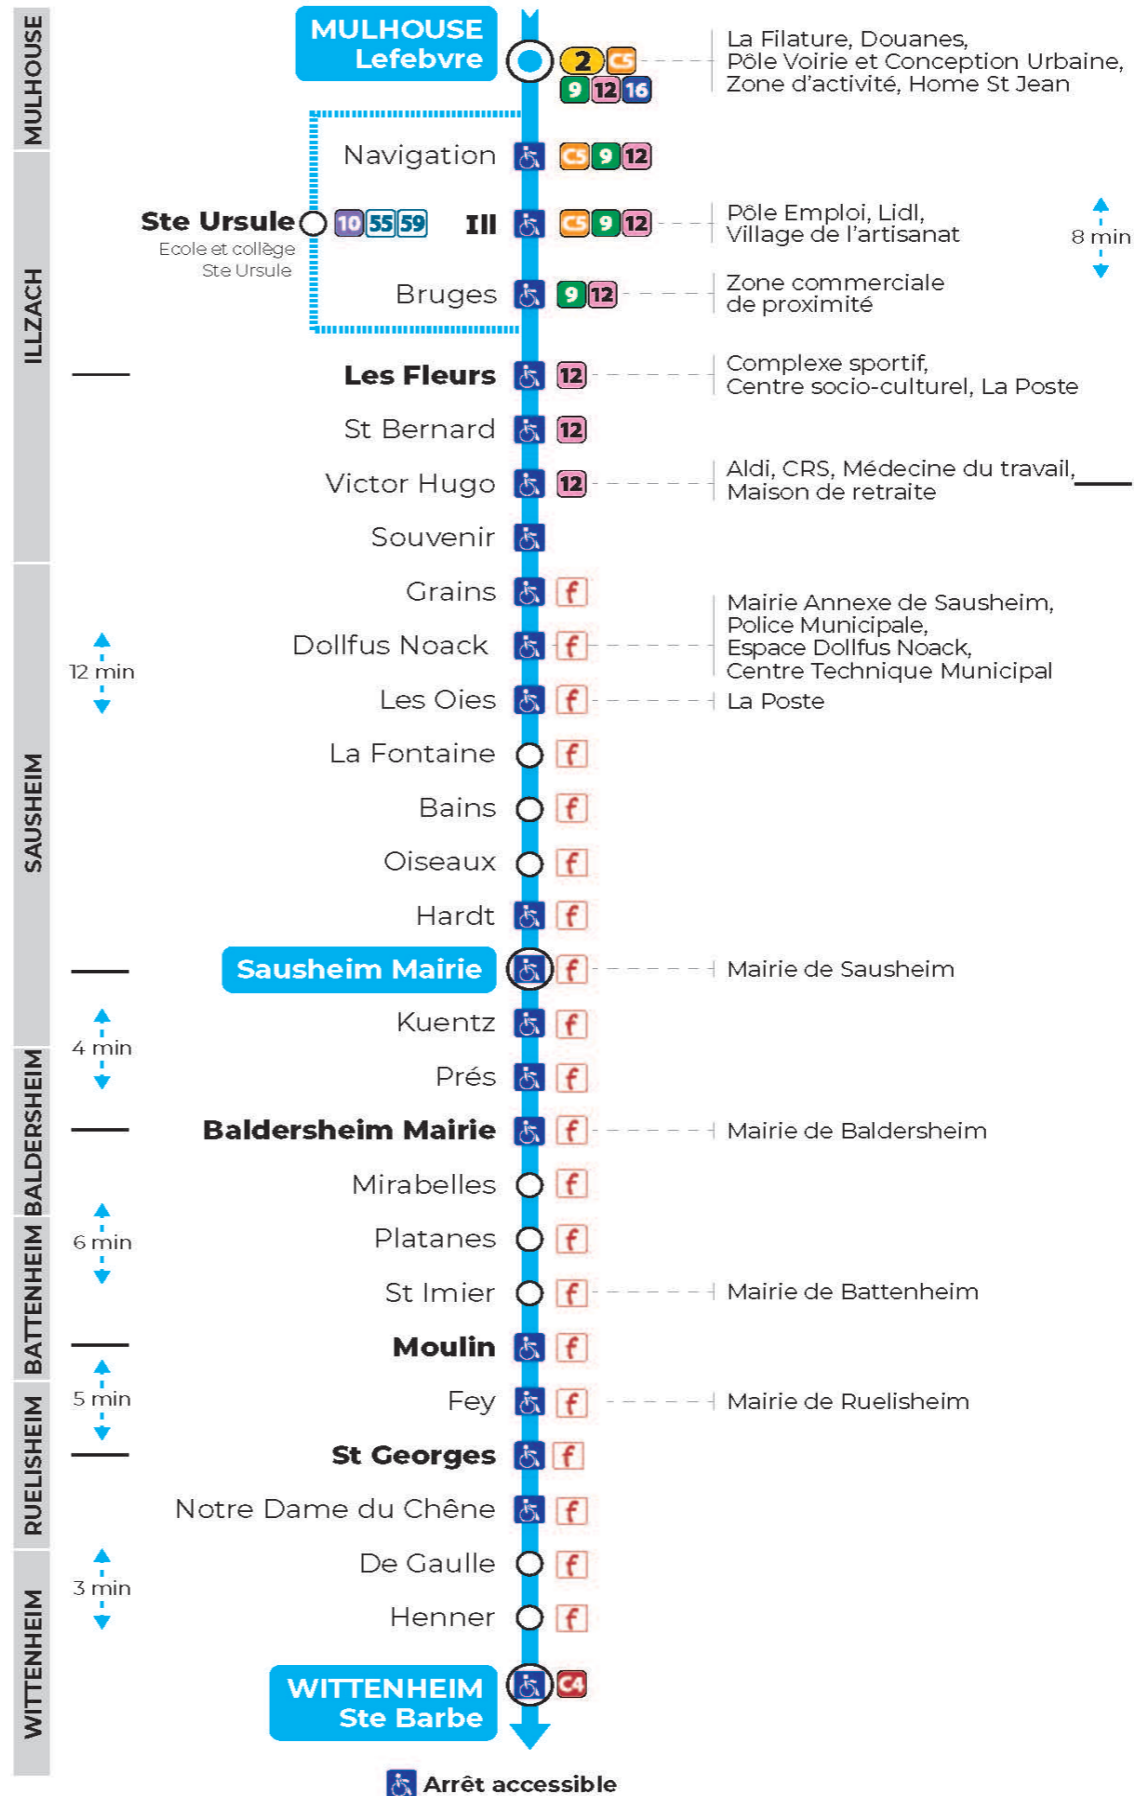 MULHOUSE
MULHOUSE
Lefebvre
2 C5
9 12 16
La Filature, Douanes,
Pôle Voirie et Conception Urbaine,
Zone d'activité, Home St Jean
ILLZACH
Navigation
C5 9 12
Ste Ursule
Ecole et collège
Ste Ursule
10 55 59
Ill
C5 9 12
Pôle Emploi, Lidl,
Village de l'artisanat
8 min
Bruges
9 12
Zone commerciale
de proximité
Les Fleurs
12
Complexe sportif,
Centre socio-culturel, La Poste
St Bernard
12
Victor Hugo
12
Aldi, CRS, Médecine du travail,
Maison de retraite
Souvenir
SAUSHEIM
12 min
Grains
f
Dollfus Noack
f
Mairie Annexe de Sausheim,
Police Municipale,
Espace Dollfus Noack,
Centre Technique Municipal
Les Oies
f
La Poste
La Fontaine
f
Bains
f
Oiseaux
f
Hardt
f
Sausheim Mairie
f
Mairie de Sausheim
4 min
Kuentz
f
BALDERSHEIM
Prés
f
Baldersheim Mairie
f
Mairie de Baldersheim
Mirabelles
f
BATTENHEIM
6 min
Platanes
f
St Imier
f
Mairie de Battenheim
Moulin
f
RUELISHEIM
5 min
Fey
f
Mairie de Ruelisheim
St Georges
f
Notre Dame du Chêne
f
WITTENHEIM
3 min
De Gaulle
f
Henner
f
WITTENHEIM
Ste Barbe
C4
Arrêt accessible